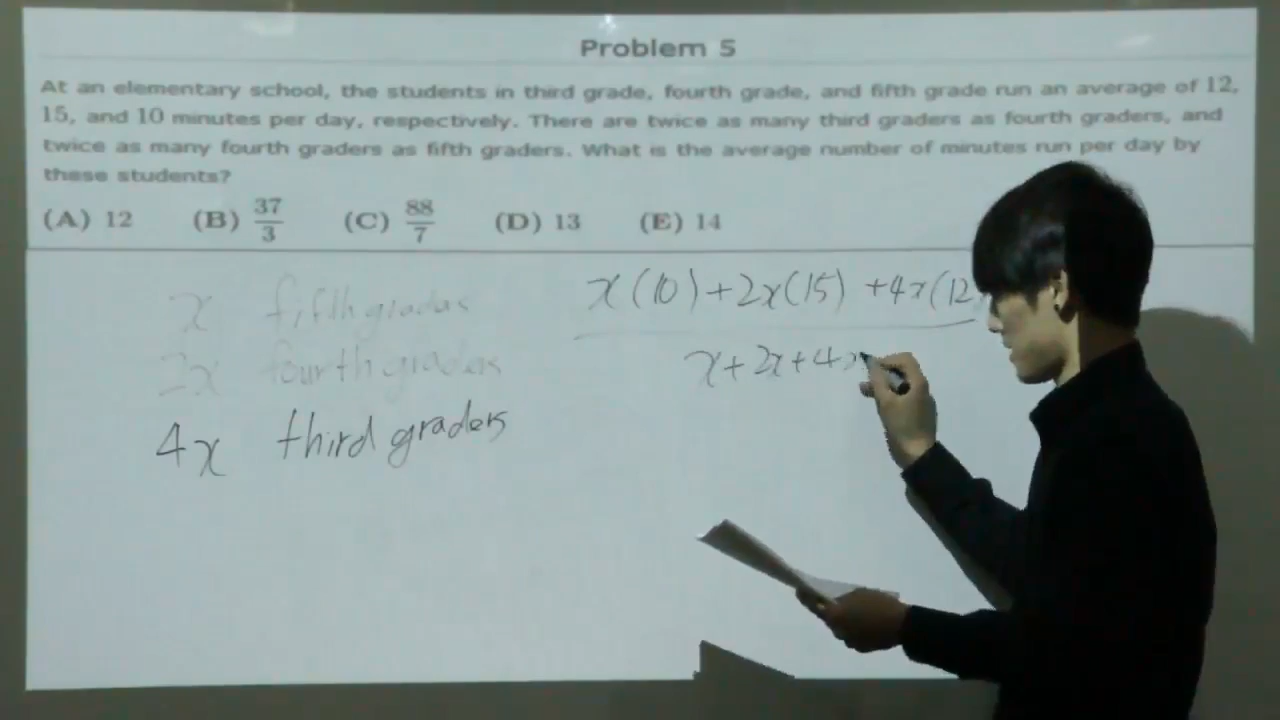 Problem 5
At an elementary school, the students in third grade, fourth grade, and fifth grade run an average of 12,
15, and 10 minutes per day, respectively. There are twice as many third graders as fourth graders, and
twice as many fourth graders as fifth graders. What is the average number of minutes run per day by
these students?
(A) 12 (B) 37/3 (C) 88/7 (D) 13 (E) 14
x fifth graders
2x fourth graders
4x third graders
x(10)+2x(15) +4x(12
x+2x+4x